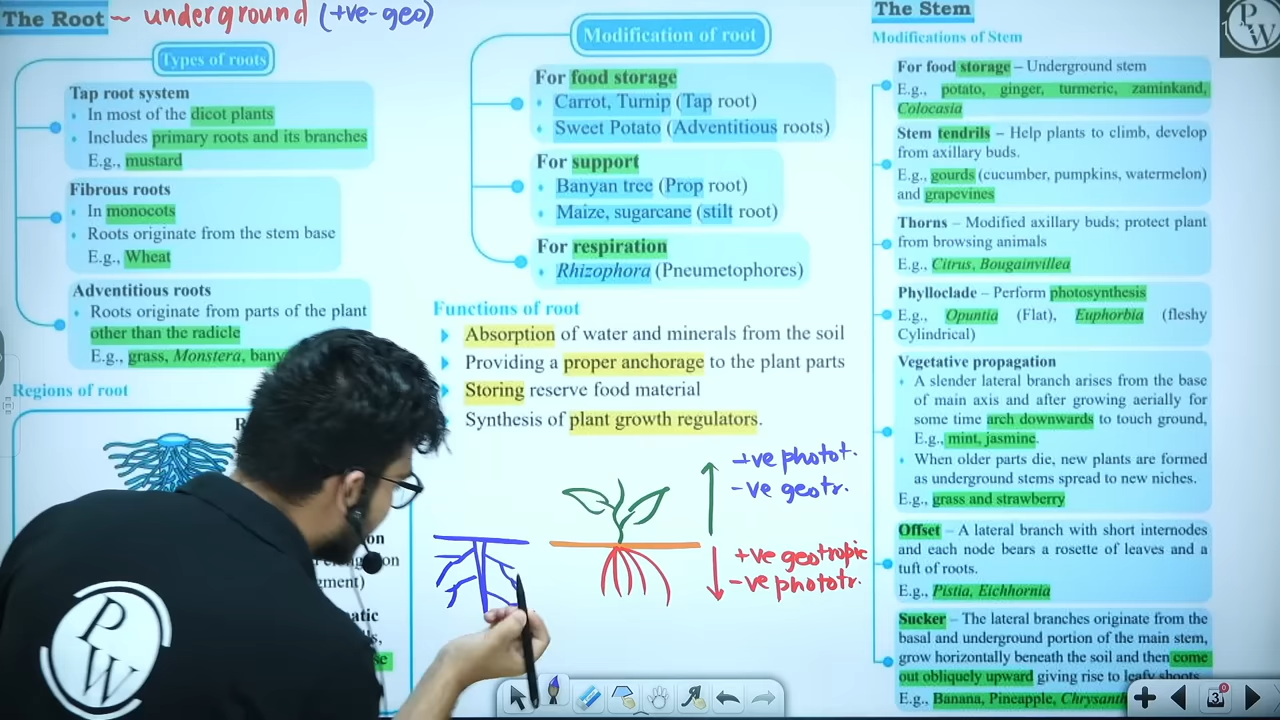 The Root ~ underground (+ve-geo)
Types of roots
Tap root system
In most of the dicot plants
Includes primary roots and its branches
E.g., mustard
Fibrous roots
In monocots
Roots originate from the stem base
E.g., Wheat
Adventitious roots
Roots originate from parts of the plant
other than the radicle
E.g., grass, Monstera,
Regions of root
Modification of root
For food storage
Carrot, Turnip (Tap root)
Sweet Potato (Adventitious roots)
For support
Banyan tree (Prop root)
Maize, sugarcane (stilt root)
For respiration
Rhizophora (Pneumetophores)
Functions of root
Absorption of water and minerals from the soil
Providing a proper anchorage to the plant parts
Storing reserve food material
Synthesis of plant growth regulators.
+ve photot.
-ve geotr.
+ve geotropic
-ve phototr.
The Stem
Modifications of Stem
For food storage – Underground stem
E.g., potato, ginger, turmeric, zaminkand,
Colocasia
Stem tendrils – Help plants to climb, develop
from axillary buds.
E.g., gourds (cucumber, pumpkins, watermelon)
and grapevines
Thorns – Modified axillary buds; protect plant
from browsing animals
E.g., Citrus, Bougainvillea
Phylloclade – Perform photosynthesis
E.g., Opuntia (Flat), Euphorbia (fleshy
Cylindrical)
Vegetative propagation
A slender lateral branch arises from the base
of main axis and after growing aerially for
some time arch downwards to touch ground,
E.g., mint, jasmine.
When older parts die, new plants are formed
as underground stems spread to new niches.
E.g., grass and strawberry
Offset – A lateral branch with short internodes
and each node bears a rosette of leaves and a
tuft of roots.
E.g., Pistia, Eichhornia
Sucker – The lateral branches originate from the
basal and underground portion of the main stem,
grow horizontally beneath the soil and then come
out obliquely upward giving rise to leafy shoots
E.g., Banana, Pineapple,
PW
PW
3